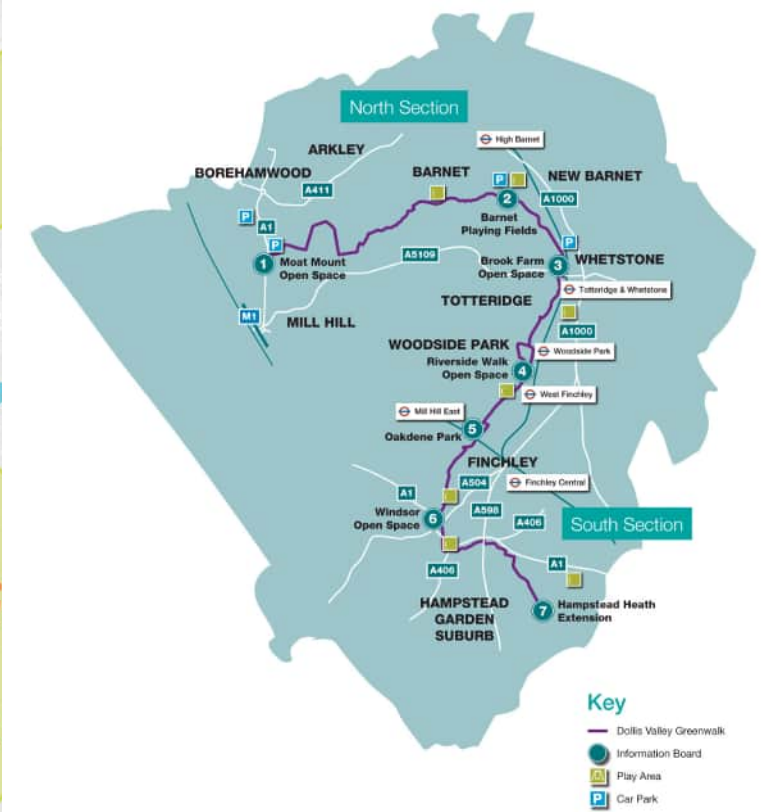 North Section
High Barnet
ARKLEY
BOREHAMWOOD
BARNET
NEW BARNET
A411
P
P
A1
P
2
A1000
Barnet
Playing Fields
P
1
Moat Mount
Open Space
A5109
Brook Farm
Open Space
3
WHETSTONE
Totteridge & Whetstone
TOTTERIDGE
M1
MILL HILL
A1000
WOODSIDE PARK
Woodside Park
Riverside Walk
Open Space
4
West Finchley
Mill Hill East
5
Oakdene Park
FINCHLEY
A504
Finchley Central
A1
Windsor
Open Space
6
A598
A406
South Section
A406
A1
HAMPSTEAD
GARDEN
SUBURB
7
Hampstead Heath
Extension
Key
Dollis Valley Greenwalk
Information Board
Play Area
P
Car Park